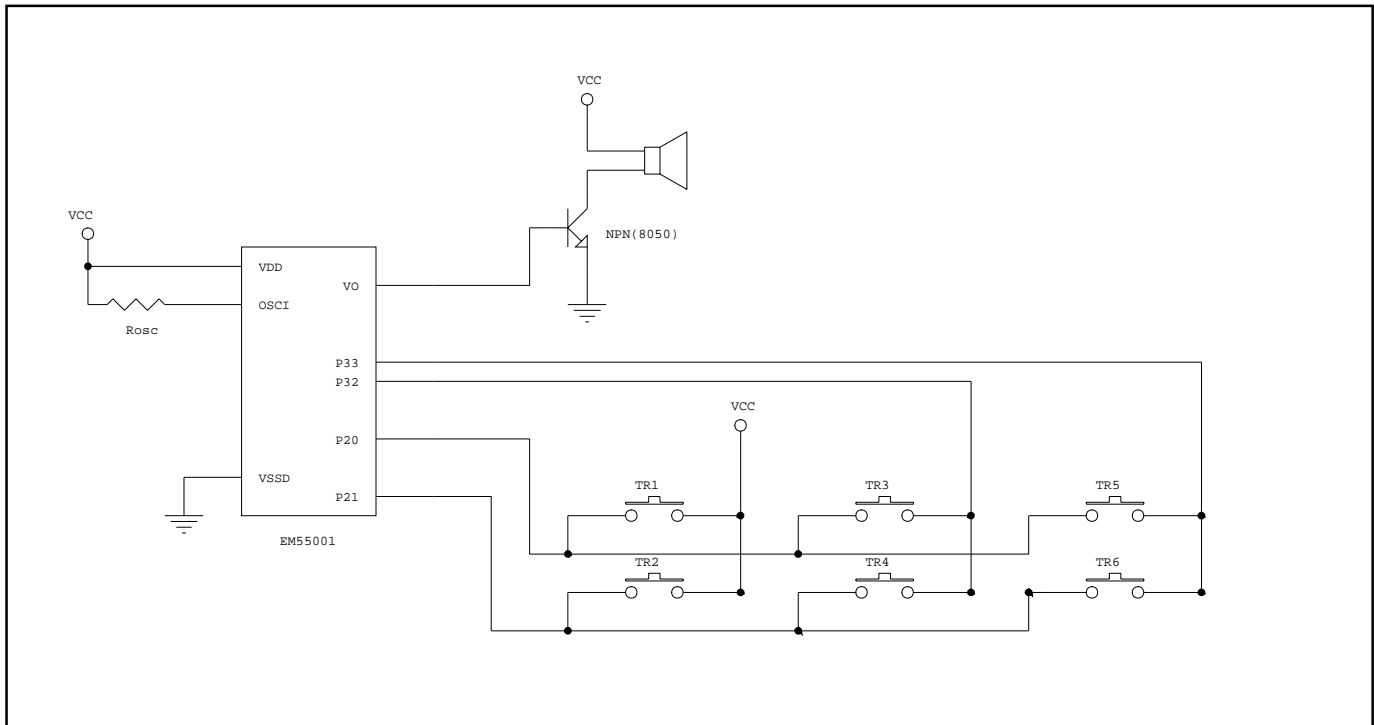 VCC
NPN(8050)
VCC
VDD
VO
OSCI
Rosc
P33
P32
VCC
P20
VSSD
P21
EM55001
TR1
TR3
TR5
TR2
TR4
TR6